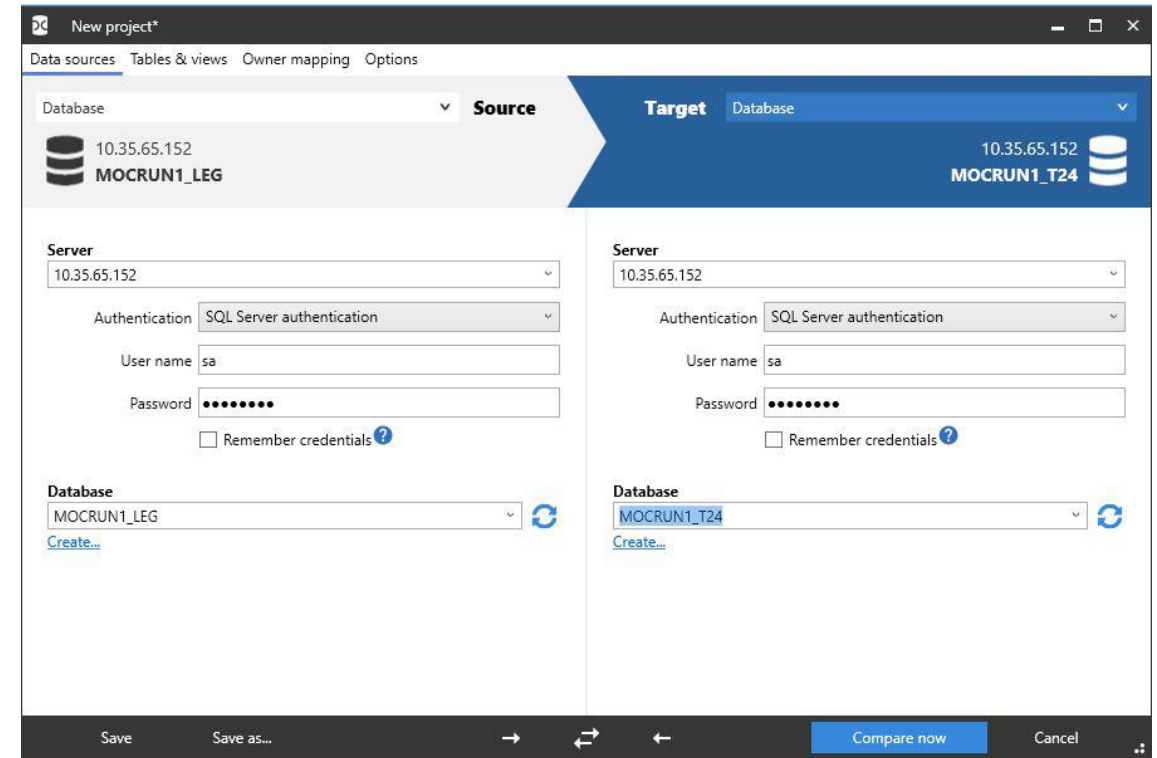 New project*
Data sources Tables & views Owner mapping Options
Database Source Target Database
10.35.65.152
MOCRUN1_LEG
10.35.65.152
MOCRUN1_T24
Server
10.35.65.152
Authentication SQL Server authentication
User name sa
Password ●●●●●●●●
Remember credentials ?
Database
MOCRUN1_LEG
Create...
Server
10.35.65.152
Authentication SQL Server authentication
User name sa
Password ●●●●●●●●
Remember credentials ?
Database
MOCRUN1_T24
Create...
Save Save as... → ⇄ ← Compare now Cancel